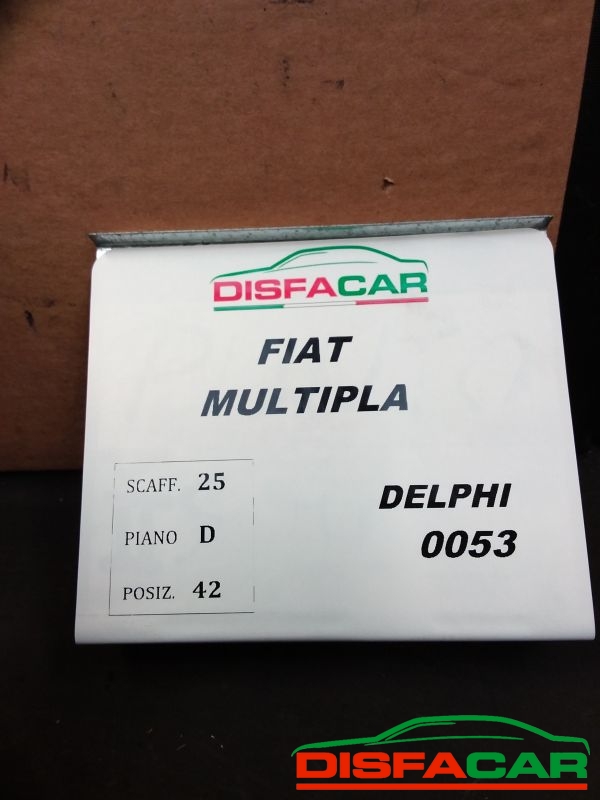 DISFACAR
FIAT
MULTIPLA
SCAFF. 25
PIANO D
POSIZ. 42
DELPHI
0053
DISFACAR